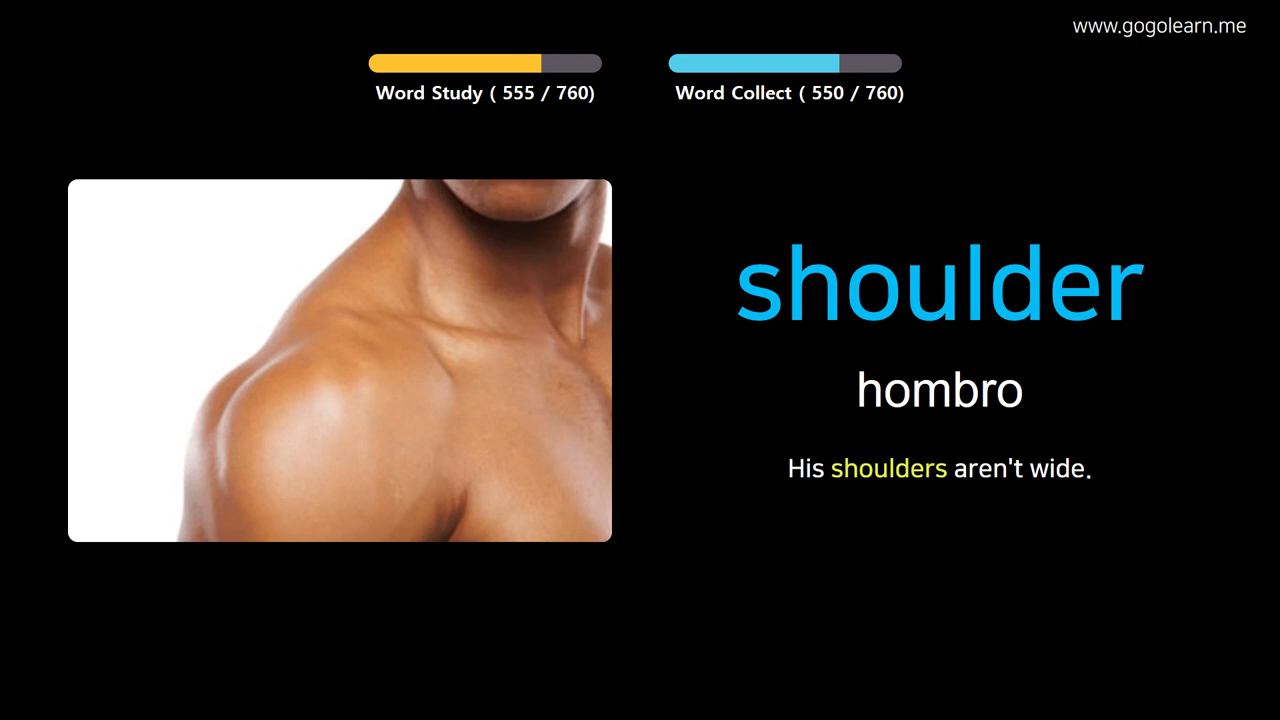 www.gogolearn.me
Word Study ( 555 / 760)
Word Collect ( 550 / 760)
shoulder
hombro
His shoulders aren't wide.